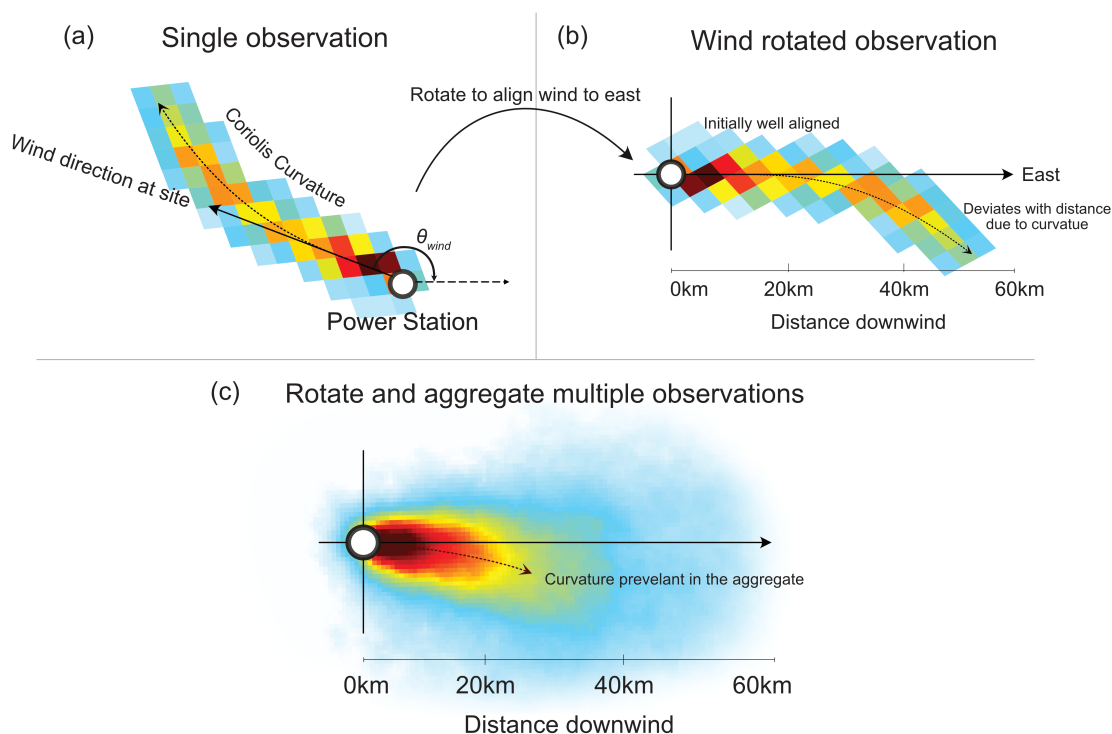 (a)
Single observation
Wind direction at site
Coriolis Curvature
θwind
Power Station
Rotate to align wind to east
(b)
Wind rotated observation
Initially well aligned
East
Deviates with distance
due to curvatue
0km
20km
40km
60km
Distance downwind
(c)
Rotate and aggregate multiple observations
Curvature prevelant in the aggregate
0km
20km
40km
60km
Distance downwind